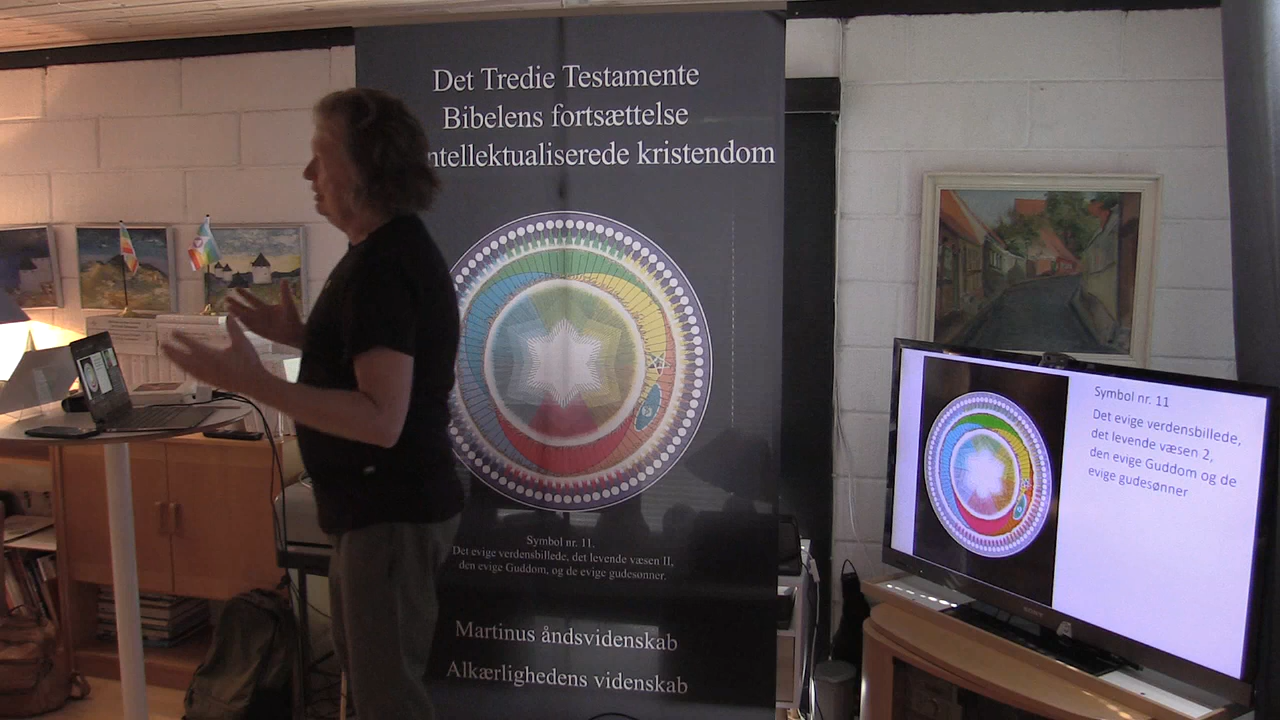 Det Tredie Testamente
Bibelens fortsættelse
ntellektualiserede kristendom
Symbol nr. 11.
Det evige verdensbillede, det levende væsen II,
den evige Guddom, og de evige gudesønner.
Martinus åndsvidenskab
Alkærlighedens videnskab
Symbol nr. 11
Det evige verdensbillede,
det levende væsen 2,
den evige Guddom og de
evige gudesønner
SONY